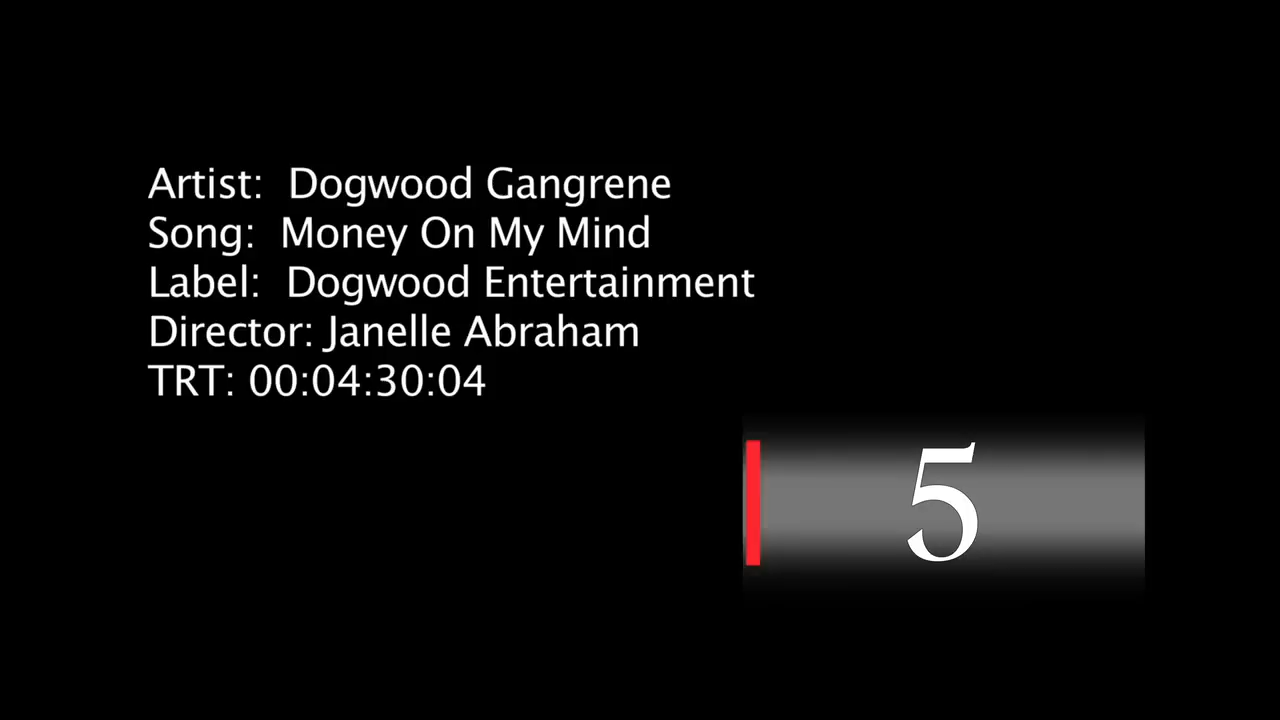 Artist:  Dogwood Gangrene
Song:  Money On My Mind
Label:  Dogwood Entertainment
Director: Janelle Abraham
TRT: 00:04:30:04
5